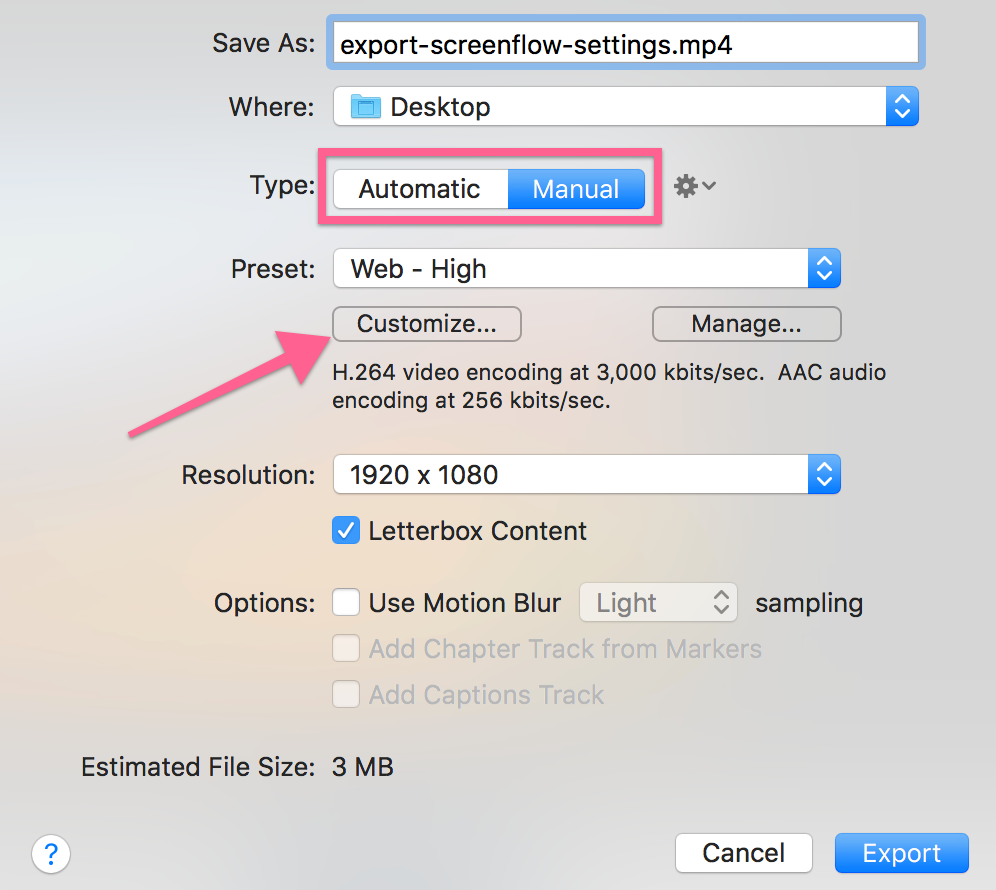 Save As: export-screenflow-settings.mp4
Where: Desktop
Type: Automatic Manual
Preset: Web - High
Customize... Manage...
H.264 video encoding at 3,000 kbits/sec.  AAC audio
encoding at 256 kbits/sec.
Resolution: 1920 x 1080
Letterbox Content
Options: Use Motion Blur Light sampling
Add Chapter Track from Markers
Add Captions Track
Estimated File Size: 3 MB
? Cancel Export